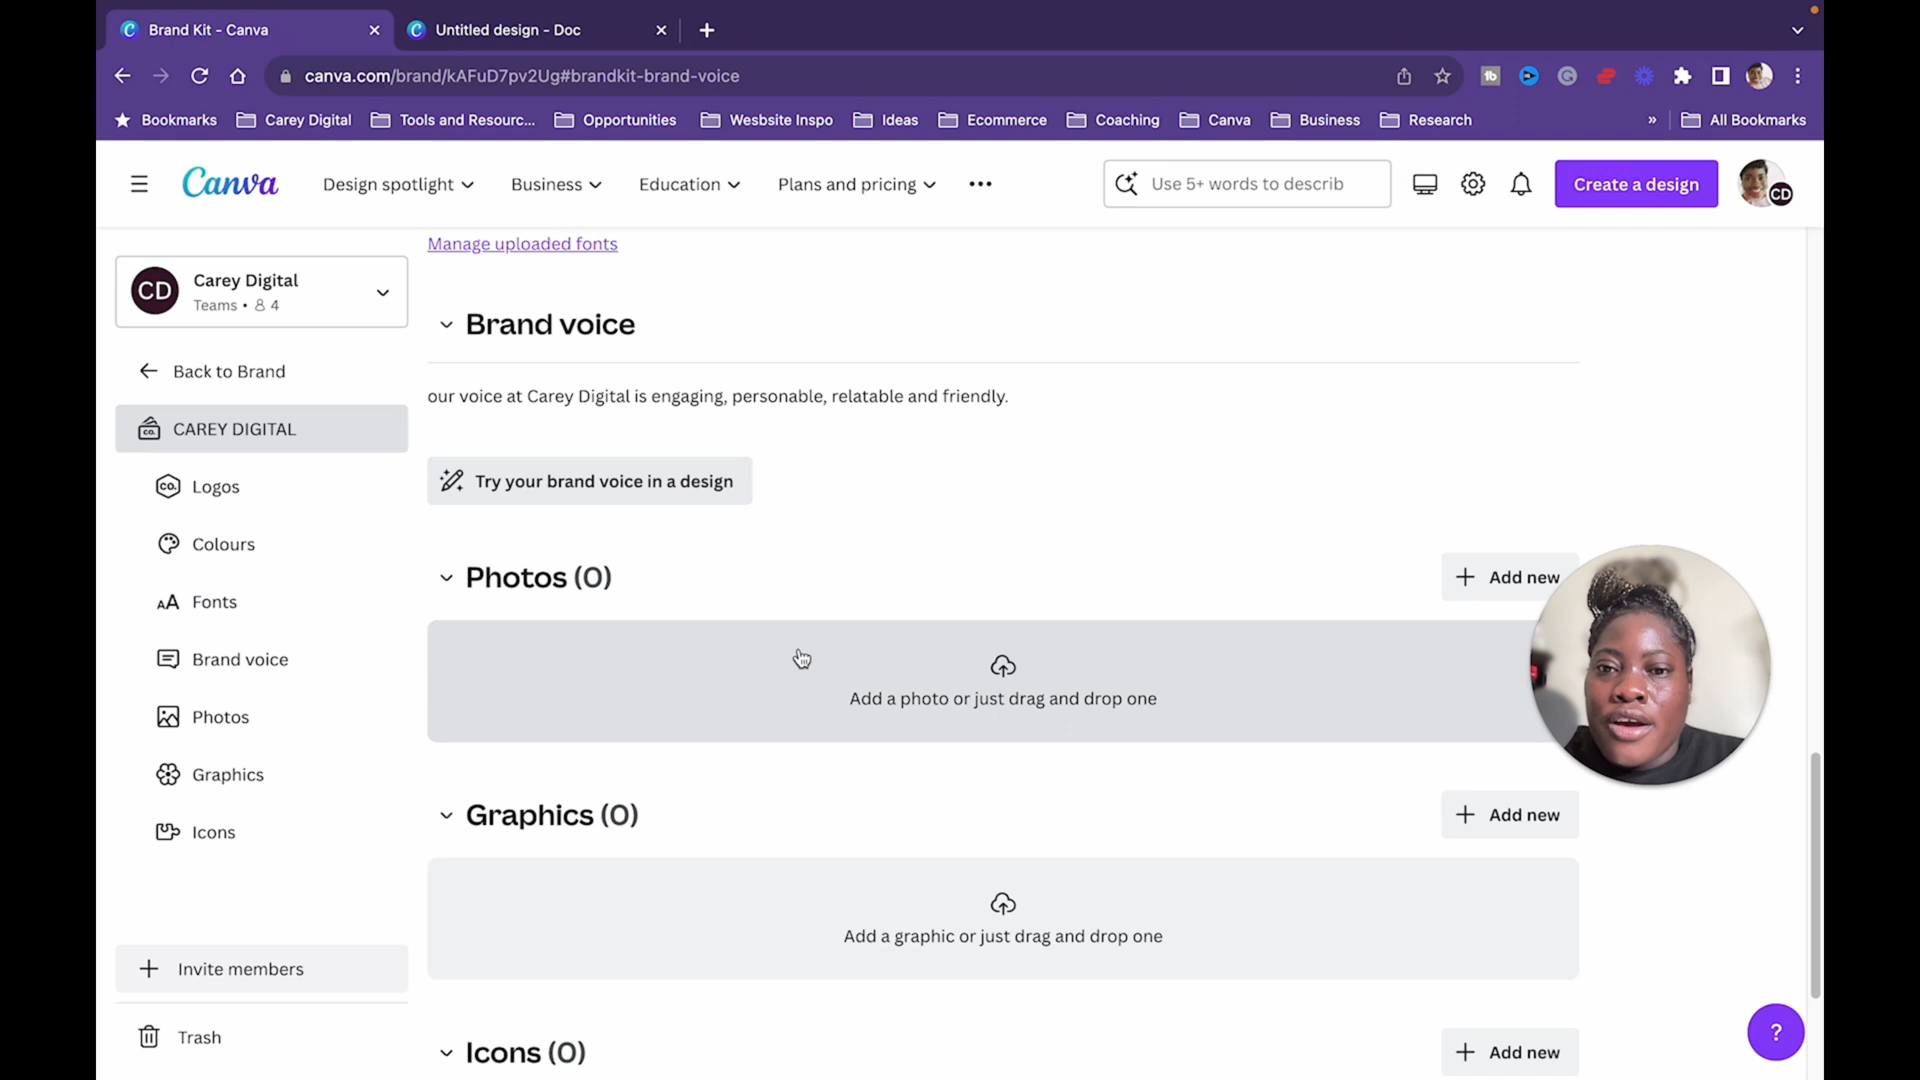 Brand Kit - Canva
Untitled design - Doc
canva.com/brand/kAFuD7pv2Ug#brandkit-brand-voice
tb
Bookmarks
Carey Digital
Tools and Resourc...
Opportunities
Wesbsite Inspo
Ideas
Ecommerce
Coaching
Canva
Business
Research
»
All Bookmarks
Canva
Design spotlight
Business
Education
Plans and pricing
Use 5+ words to describ
Create a design
CD
CD
Carey Digital
Teams • 4
Back to Brand
CO.
CAREY DIGITAL
CO.
Logos
Colours
AA
Fonts
Brand voice
Photos
Graphics
Icons
Invite members
Trash
Manage uploaded fonts
Brand voice
our voice at Carey Digital is engaging, personable, relatable and friendly.
Try your brand voice in a design
Photos (0)
Add new
Add a photo or just drag and drop one
Graphics (0)
Add new
Add a graphic or just drag and drop one
Icons (0)
Add new
?